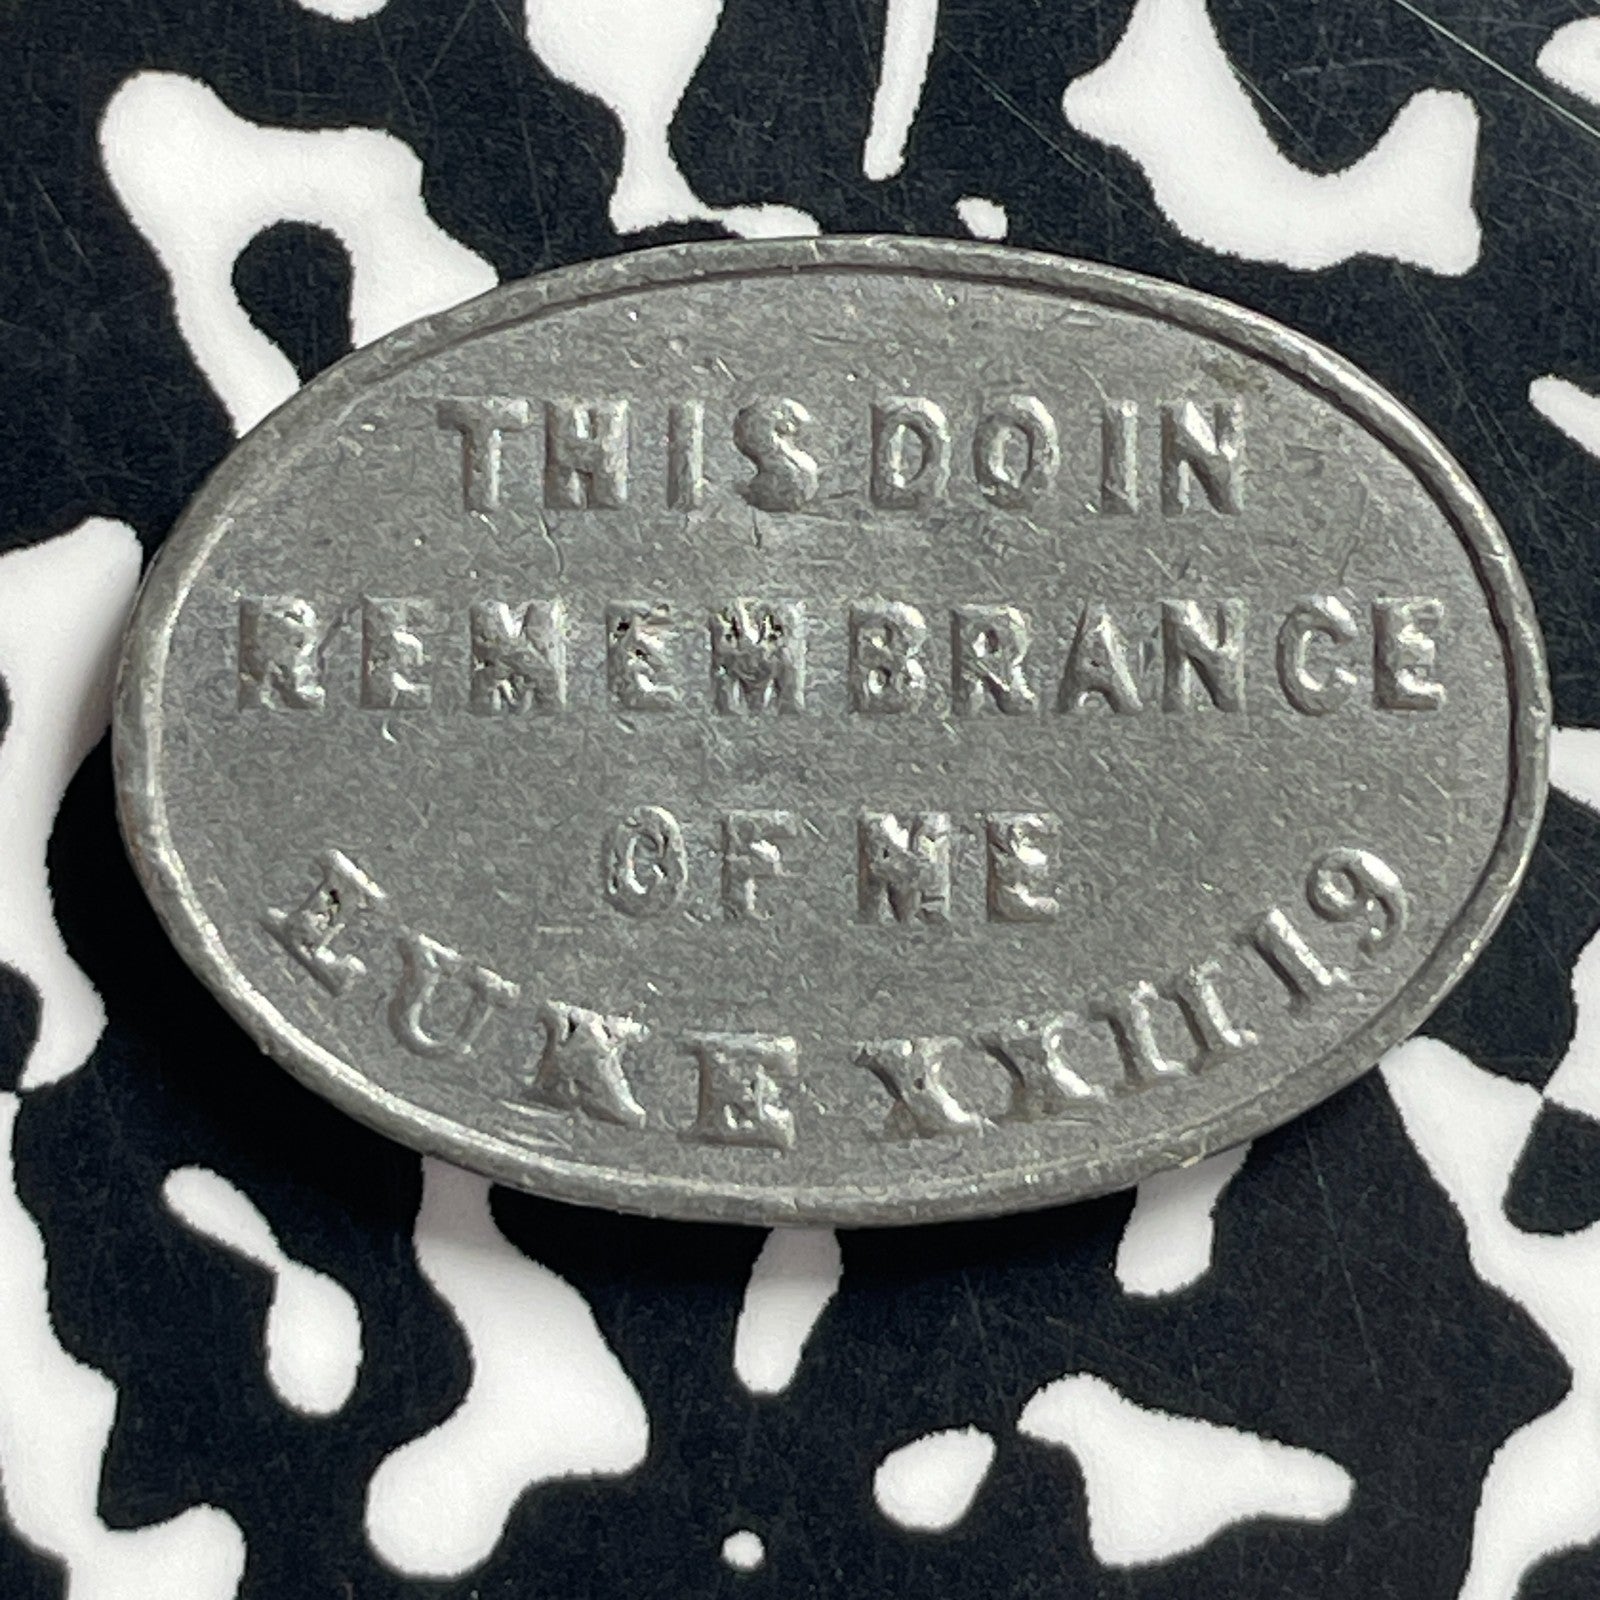 THIS DO IN
REMEMBRANCE
OF ME
LUKE XXII 19